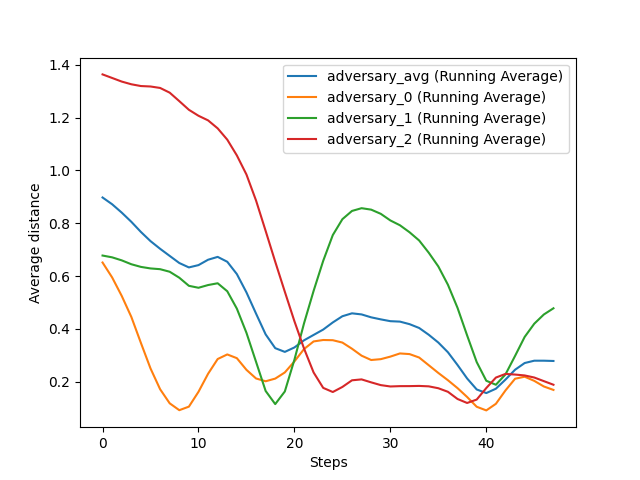 1.4
1.2
1.0
0.8
0.6
0.4
0.2
Average distance
adversary_avg (Running Average)
adversary_0 (Running Average)
adversary_1 (Running Average)
adversary_2 (Running Average)
0 10 20 30 40
Steps